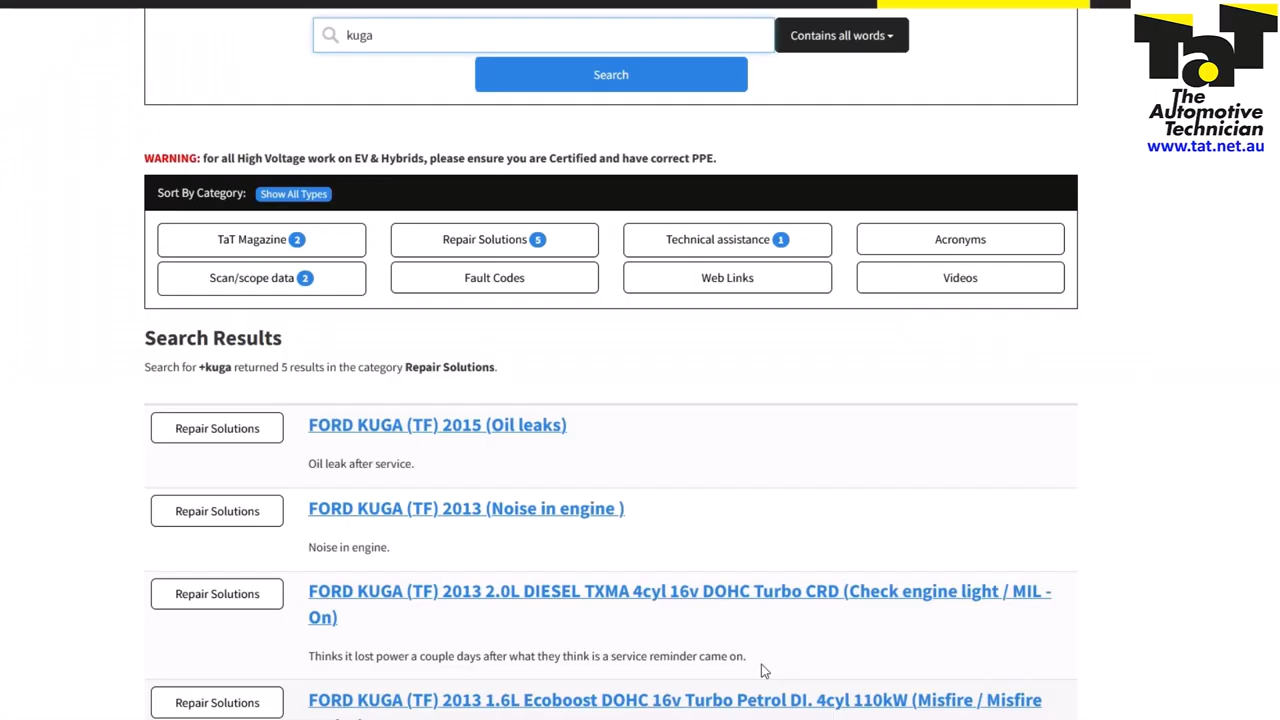 kuga
Contains all words
Search
TaT
The
Automotive
Technician
www.tat.net.au
WARNING: for all High Voltage work on EV & Hybrids, please ensure you are Certified and have correct PPE.
Sort By Category: Show All Types
TaT Magazine 2
Repair Solutions 5
Technical assistance 1
Acronyms
Scan/scope data 2
Fault Codes
Web Links
Videos
Search Results
Search for +kuga returned 5 results in the category Repair Solutions.
Repair Solutions
FORD KUGA (TF) 2015 (Oil leaks)
Oil leak after service.
Repair Solutions
FORD KUGA (TF) 2013 (Noise in engine )
Noise in engine.
Repair Solutions
FORD KUGA (TF) 2013 2.0L DIESEL TXMA 4cyl 16v DOHC Turbo CRD (Check engine light / MIL -
On)
Thinks it lost power a couple days after what they think is a service reminder came on.
Repair Solutions
FORD KUGA (TF) 2013 1.6L Ecoboost DOHC 16v Turbo Petrol DI. 4cyl 110kW (Misfire / Misfire